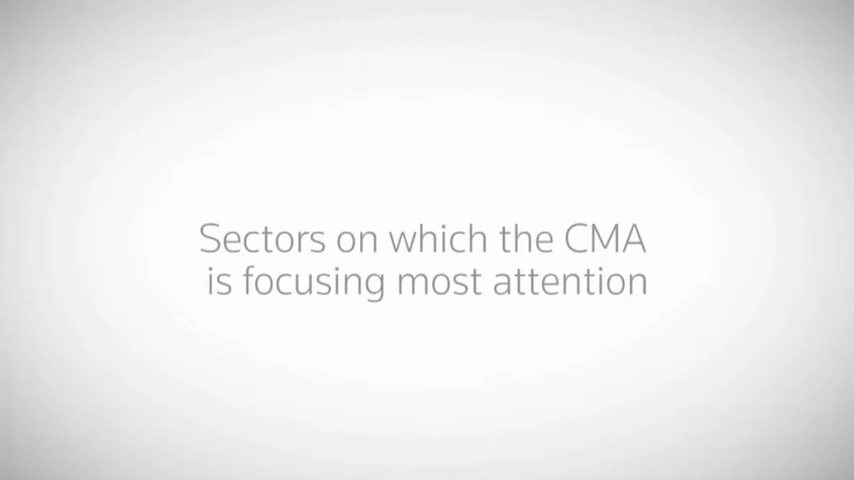 Sectors on which the CMA
is focusing most attention